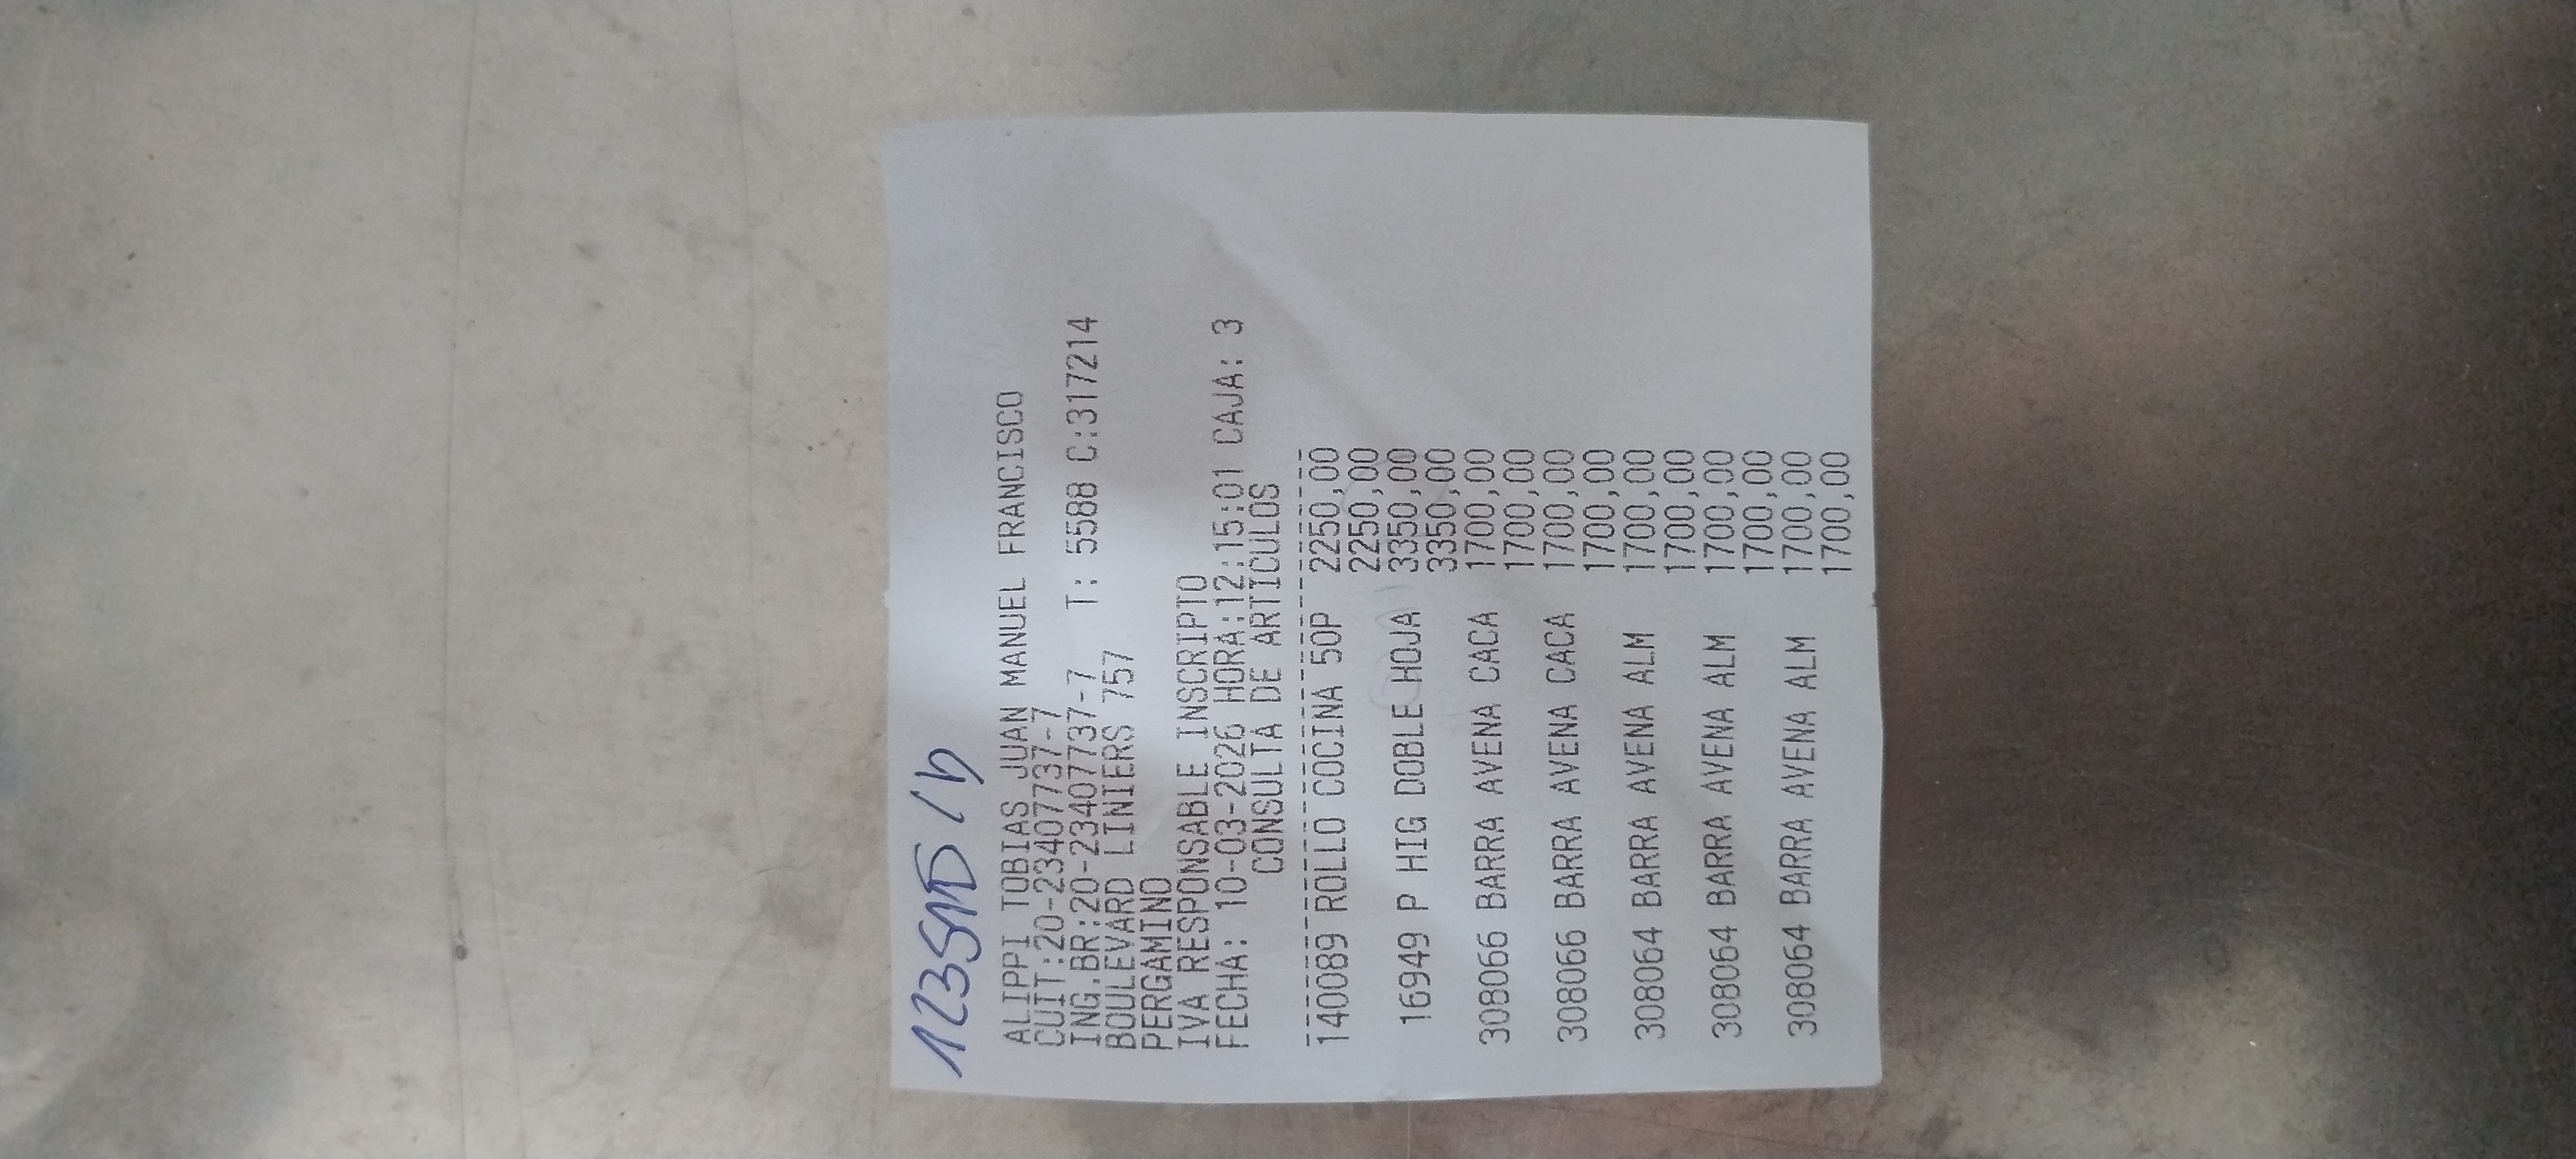 ALIPPI TOBIAS JUAN MANUEL FRANCISCO
CUIT:20-23407737-7
ING.BR:20-23407737-7 T: 5588 C:317214
BOULEVARD LINIERS 757
PERGAMINO
IVA RESPONSABLE INSCRIPTO
FECHA: 10-03-2026 HORA:12:15:01 CAJA: 3
CONSULTA DE ARTICULOS
140089 ROLLO COCINA 50P 2250,00
2250,00
16949 P HIG DOBLE HOJA 3350,00
3350,00
308066 BARRA AVENA CACA 1700,00
1700,00
308066 BARRA AVENA CACA 1700,00
1700,00
308064 BARRA AVENA ALM 1700,00
1700,00
308064 BARRA AVENA ALM 1700,00
1700,00
308064 BARRA AVENA ALM 1700,00
1700,00